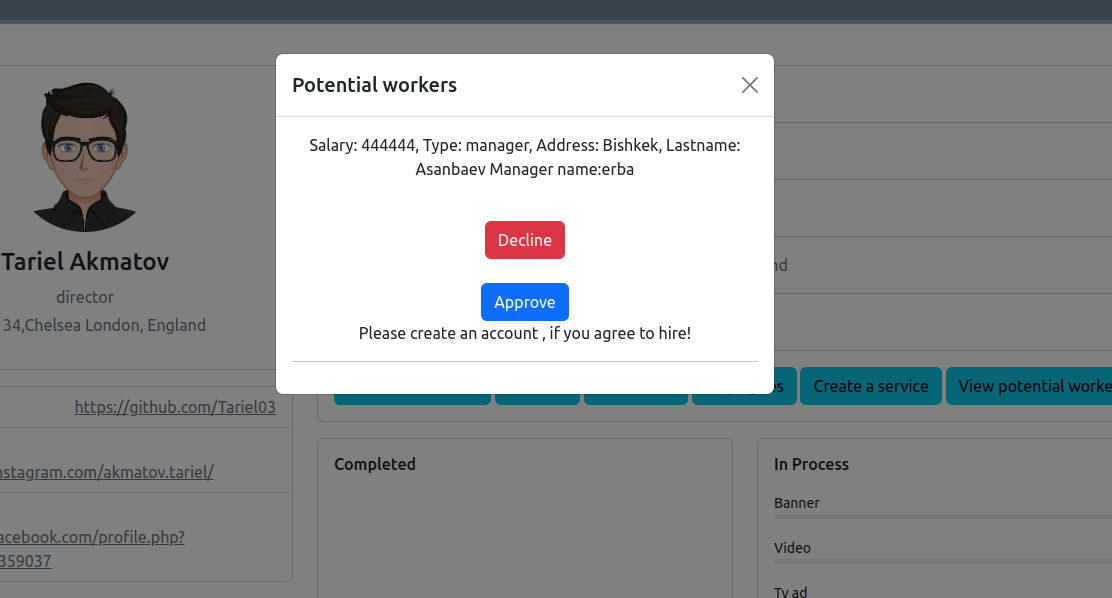 Potential workers
Salary: 444444, Type: manager, Address: Bishkek, Lastname:
Asanbaev Manager name:erba
Decline
Approve
Please create an account , if you agree to hire!
Tariel Akmatov
director
34,Chelsea London, England
https://github.com/Tariel03
nstagram.com/akmatov.tariel/
acebook.com/profile.php?
359037
Create a service
View potential worke
Completed
In Process
Banner
Video
Tv ad